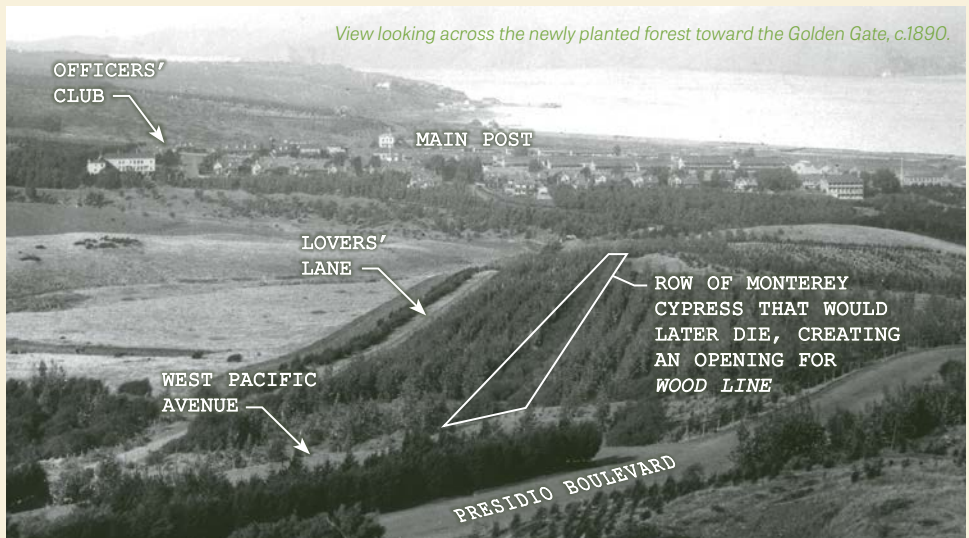 View looking across the newly planted forest toward the Golden Gate, c.1890.
OFFICERS’
CLUB
MAIN POST
LOVERS’
LANE
ROW OF MONTEREY
CYPRESS THAT WOULD
LATER DIE, CREATING
AN OPENING FOR
WOOD LINE
WEST PACIFIC
AVENUE
PRESIDIO BOULEVARD